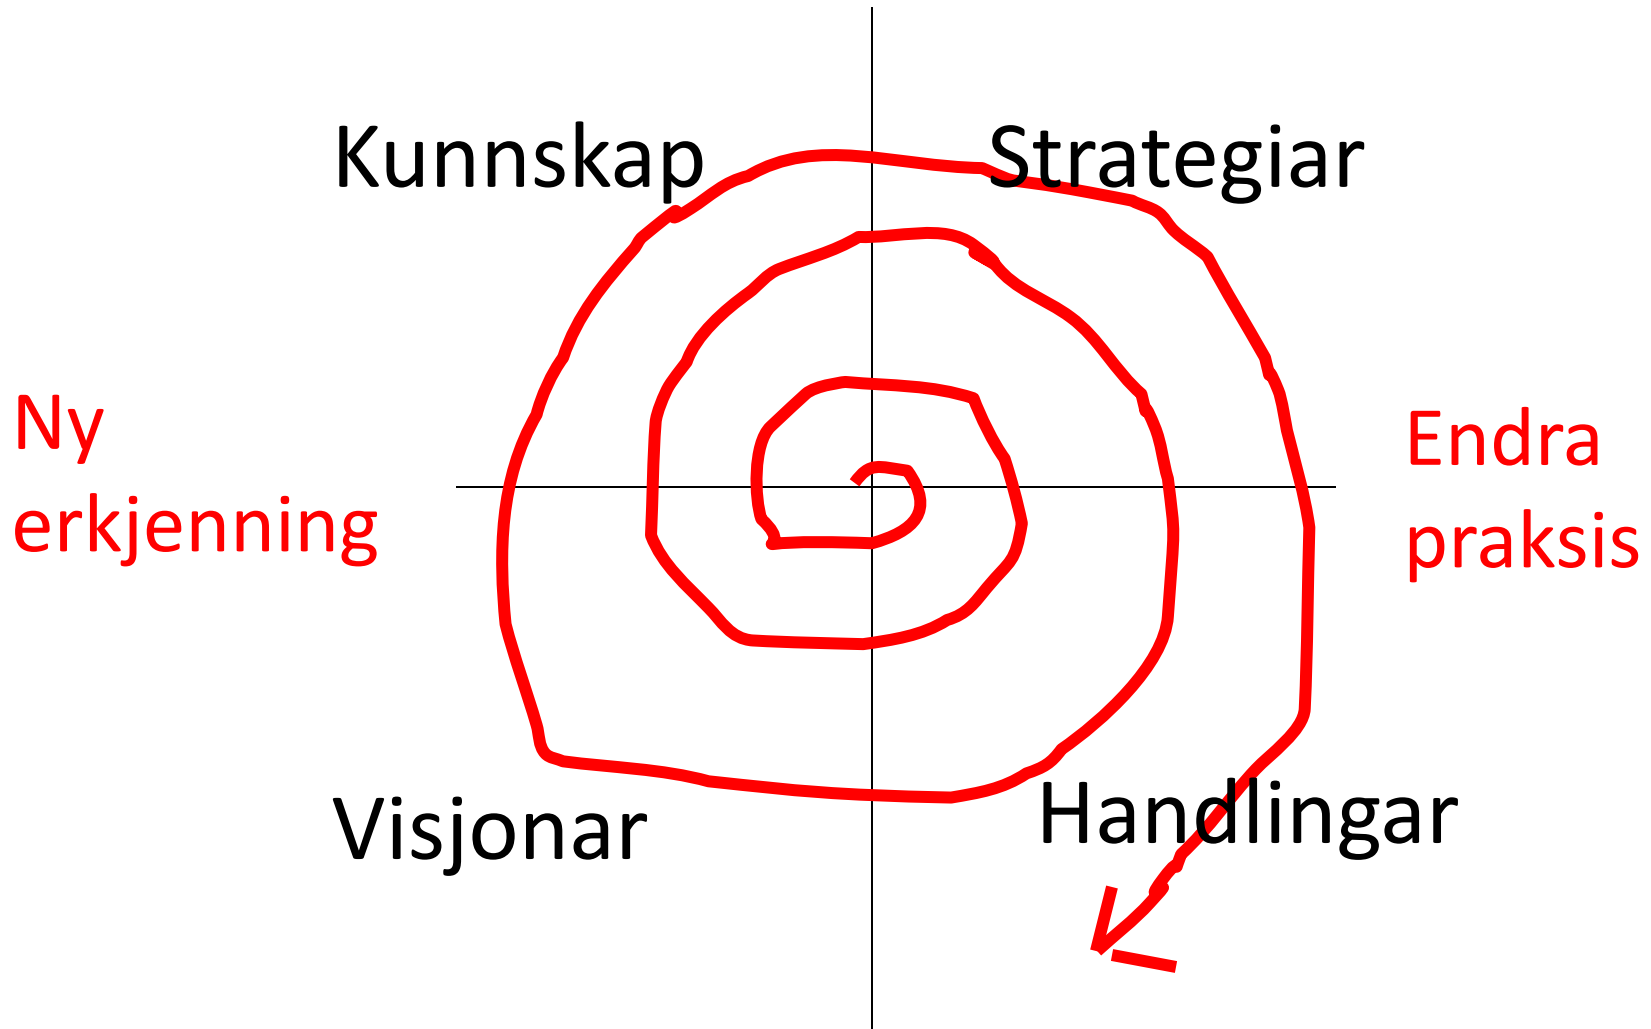 Kunnskap
Strategiar
Ny
erkjenning
Endra
praksis
Visjonar
Handlingar